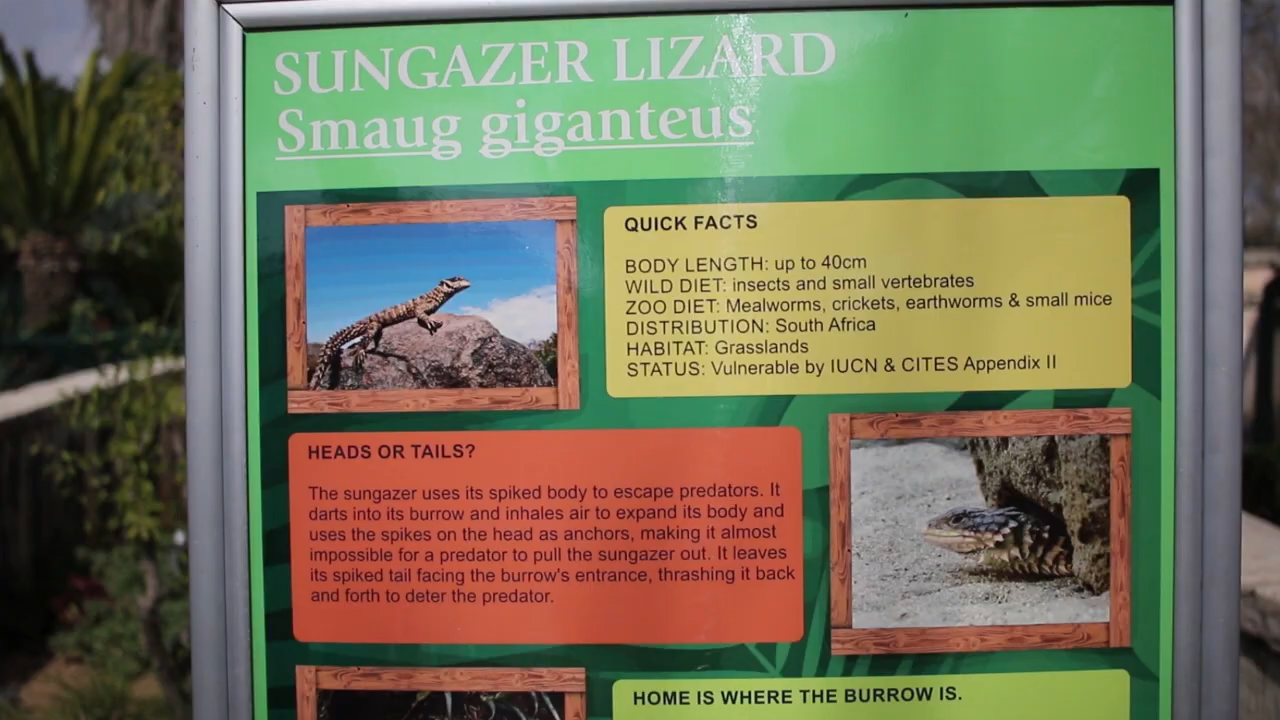 SUNGAZER LIZARD
Smaug giganteus
QUICK FACTS
BODY LENGTH: up to 40cm
WILD DIET: insects and small vertebrates
ZOO DIET: Mealworms, crickets, earthworms & small mice
DISTRIBUTION: South Africa
HABITAT: Grasslands
STATUS: Vulnerable by IUCN & CITES Appendix II
HEADS OR TAILS?
The sungazer uses its spiked body to escape predators. It
darts into its burrow and inhales air to expand its body and
uses the spikes on the head as anchors, making it almost
impossible for a predator to pull the sungazer out. It leaves
its spiked tail facing the burrow's entrance, thrashing it back
and forth to deter the predator.
HOME IS WHERE THE BURROW IS.